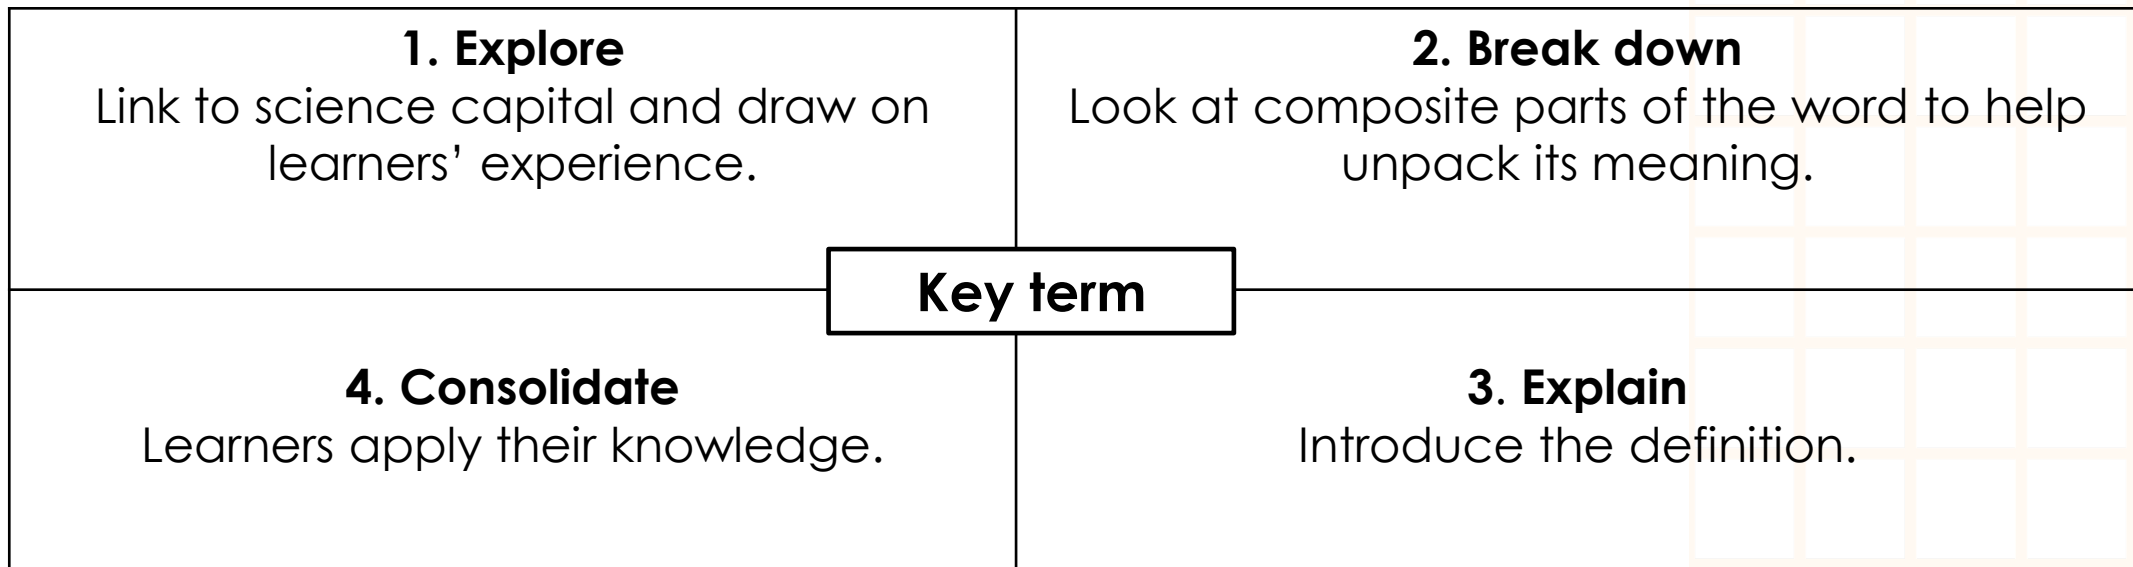 1. Explore
Link to science capital and draw on
learners’ experience.
2. Break down
Look at composite parts of the word to help
unpack its meaning.
Key term
4. Consolidate
Learners apply their knowledge.
3. Explain
Introduce the definition.